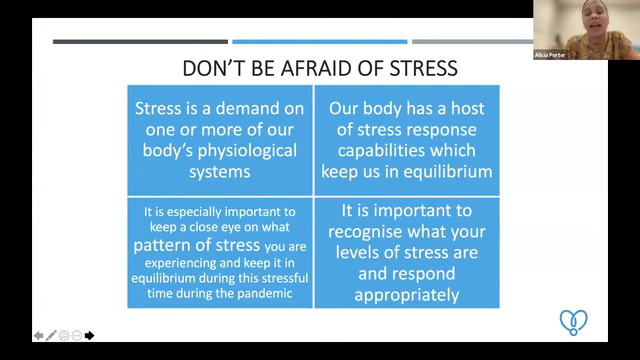 Alicia Porter
DON'T BE AFRAID OF STRESS
Stress is a demand on
one or more of our
body's physiological
systems
Our body has a host
of stress response
capabilities which
keep us in equilibrium
It is especially important to
keep a close eye on what
pattern of stress you are
experiencing and keep it in
equilibrium during this stressful
time during the pandemic
It is important to
recognise what your
levels of stress are
and respond
appropriately